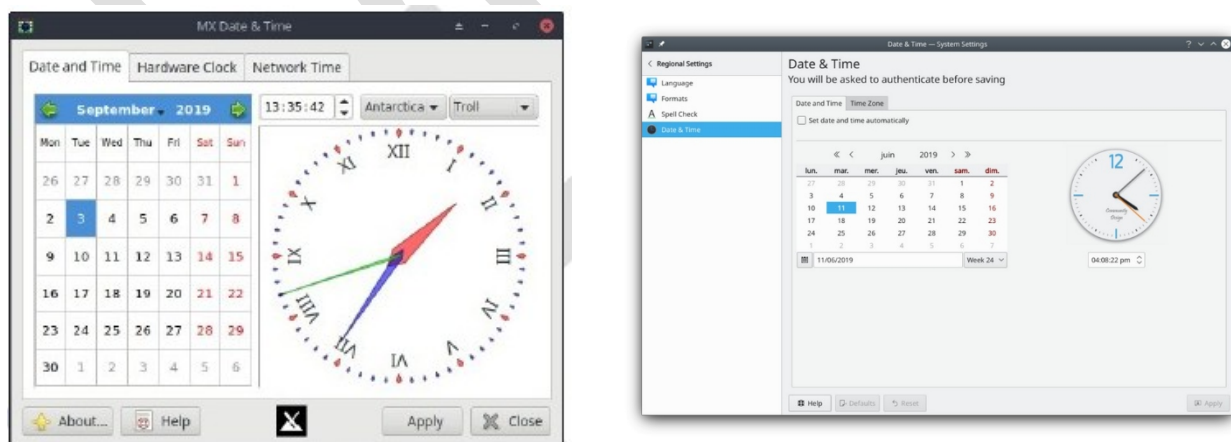 MX Date & Time
Date and Time Hardware Clock Network Time
September 2019
13:35:42 Antarctica Troll
Mon Tue Wed Thu Fri Sat Sun
26 27 28 29 30 31 1
2 3 4 5 6 7 8
9 10 11 12 13 14 15
16 17 18 19 20 21 22
23 24 25 26 27 28 29
30 1 2 3 4 5 6
XII
I
II
III
IV
V
VI
VII
VIII
IX
X
XI
About... Help X Apply Close
Date & Time — System Settings
Regional Settings
Language
Formats
Spell Check
Date & Time
Date & Time
You will be asked to authenticate before saving
Date and Time Time Zone
Set date and time automatically
juin 2019
lun. mar. mer. jeu. ven. sam. dim.
27 28 29 30 31 1 2
3 4 5 6 7 8 9
10 11 12 13 14 15 16
17 18 19 20 21 22 23
24 25 26 27 28 29 30
1 2 3 4 5 6 7
11/06/2019 Week 24
12
04:08:22 pm
Help Defaults Reset Apply